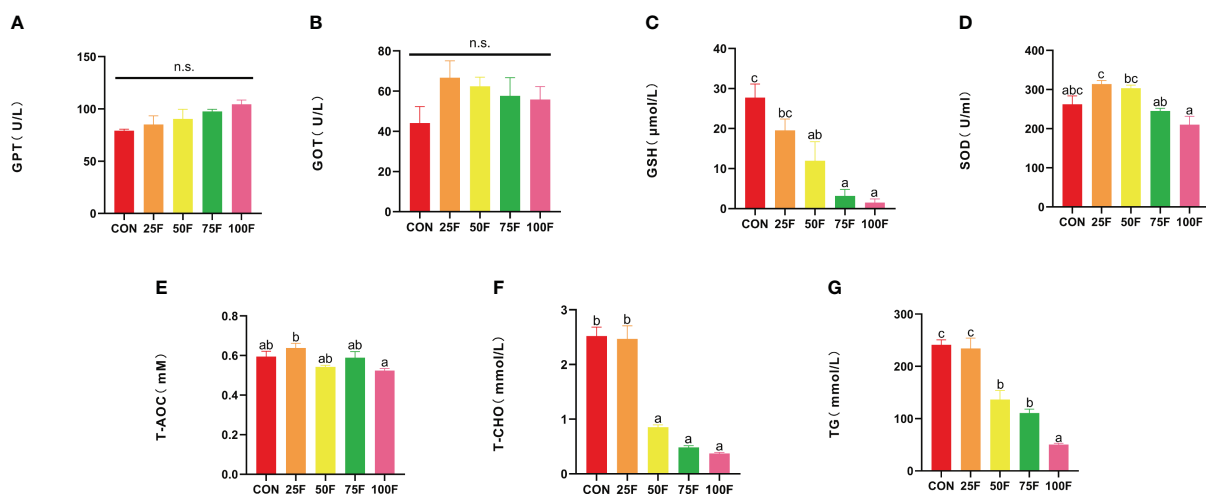 A
GPT( U/L)
150
100
50
0
n.s.
CON 25F 50F 75F 100F
B
GOT( U/L)
80
60
40
20
0
n.s.
CON 25F 50F 75F 100F
C
GSH( μmol/L)
40
30
20
10
0
c bc ab a a
CON 25F 50F 75F 100F
D
SOD( U/ml)
400
300
200
100
0
abc c bc ab a
CON 25F 50F 75F 100F
E
T-AOC( mM)
0.8
0.6
0.4
0.2
0.0
ab b ab ab a
CON 25F 50F 75F 100F
F
T-CHO( mmol/L)
3
2
1
0
b b a a a
CON 25F 50F 75F 100F
G
TG( mmol/L)
300
200
100
0
c c b b a
CON 25F 50F 75F 100F